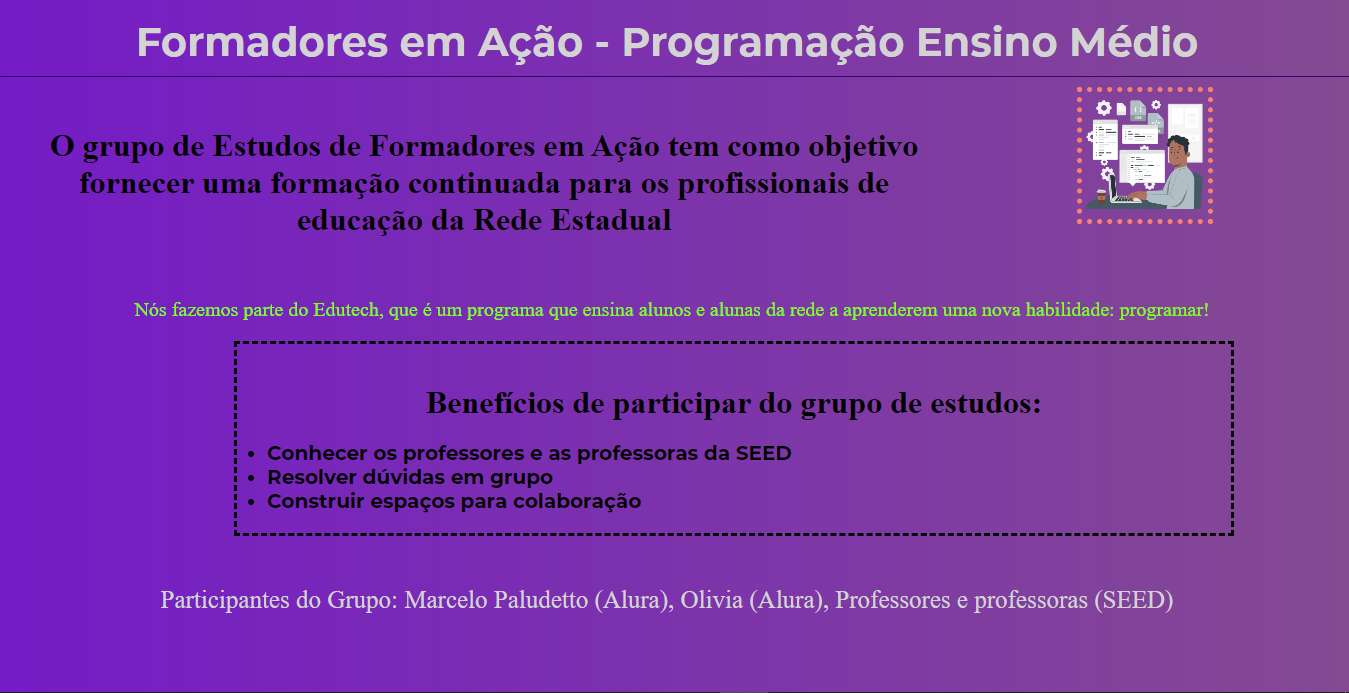 Formadores em Ação - Programação Ensino Médio
O grupo de Estudos de Formadores em Ação tem como objetivo
fornecer uma formação continuada para os profissionais de
educação da Rede Estadual
Nós fazemos parte do Edutech, que é um programa que ensina alunos e alunas da rede a aprenderem uma nova habilidade: programar!
Benefícios de participar do grupo de estudos:
• Conhecer os professores e as professoras da SEED
• Resolver dúvidas em grupo
• Construir espaços para colaboração
Participantes do Grupo: Marcelo Paludetto (Alura), Olivia (Alura), Professores e professoras (SEED)